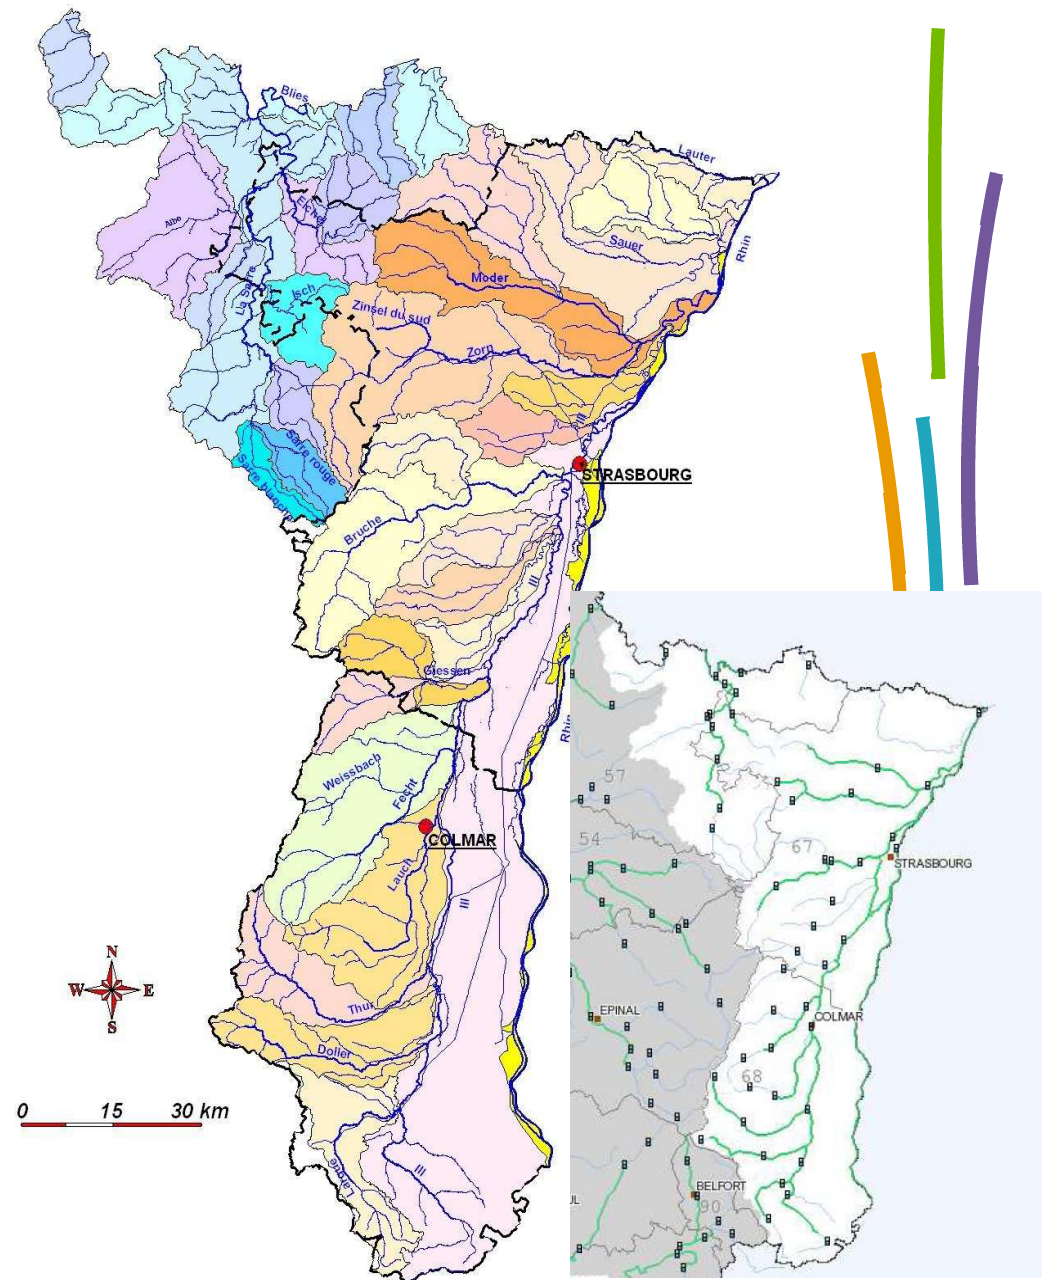 Blies
Lauter
Albe
Eichel
Sauer
Rhin
La Sarre
Isch
Moder
Zinsel du sud
Zorn
Ill
Sarre rouge
Sarre blanche
STRASBOURG
Bruche
Ill
Giessen
Rhin
Weissbach
Fecht
COLMAR
Lauch
Ill
N
W E
S
Thur
Doller
0 15 30 km
Largue
Ill
57
54
67
STRASBOURG
EPINAL
COLMAR
68
BELFORT
90